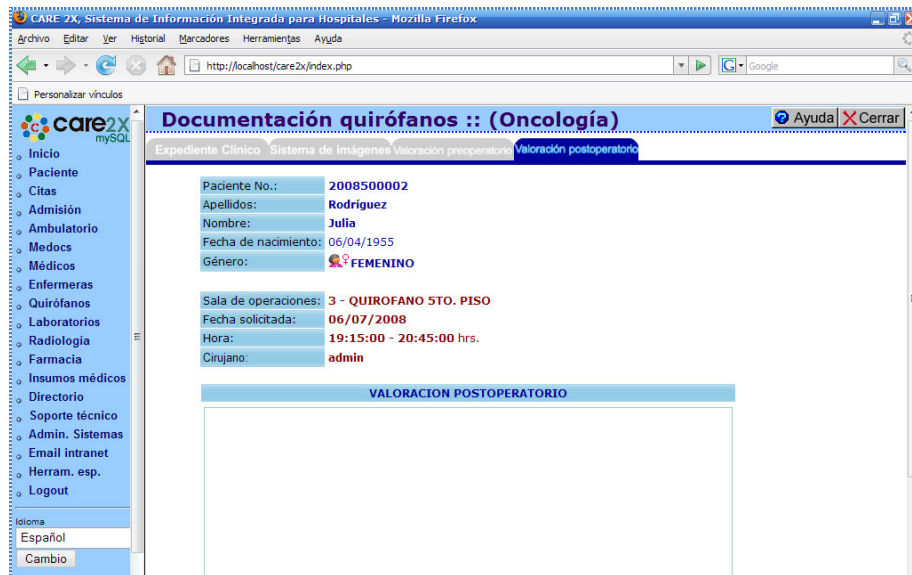 CARE 2X, Sistema de Información Integrada para Hospitales - Mozilla Firefox
Archivo Editar Ver Historial Marcadores Herramientas Ayuda
http://localhost/care2x/index.php
G Google
Personalizar vínculos
care2X
mySQL
Inicio
Paciente
Citas
Admisión
Ambulatorio
Medocs
Médicos
Enfermeras
Quirófanos
Laboratorios
Radiología
Farmacia
Insumos médicos
Directorio
Soporte técnico
Admin. Sistemas
Email intranet
Herram. esp.
Logout
Idioma
Español
Cambio
Documentación quirófanos :: (Oncología)
Ayuda Cerrar
Expediente Clinico Sistema de imágenes Valoración preoperatorio Valoración postoperatorio
Paciente No.: 2008500002
Apellidos: Rodríguez
Nombre: Julia
Fecha de nacimiento: 06/04/1955
Género: FEMENINO
Sala de operaciones: 3 - QUIROFANO 5TO. PISO
Fecha solicitada: 06/07/2008
Hora: 19:15:00 - 20:45:00 hrs.
Cirujano: admin
VALORACION POSTOPERATORIO